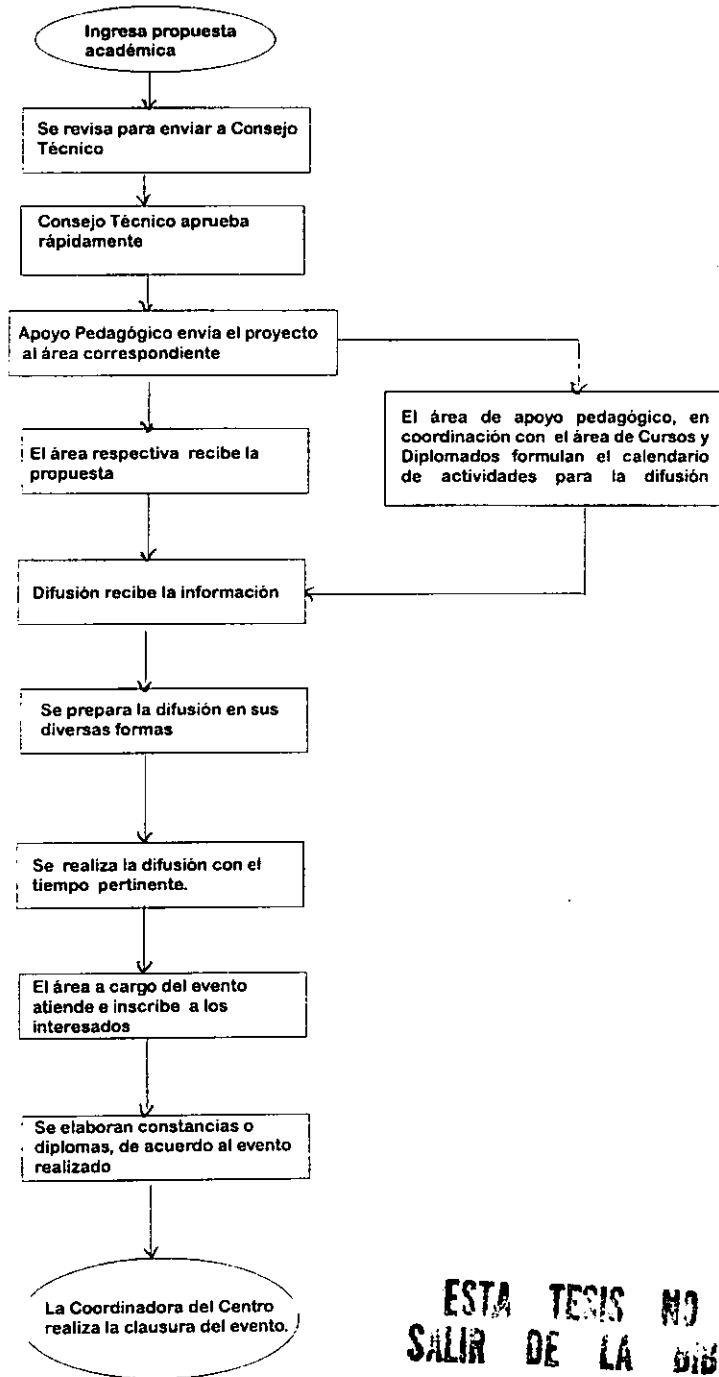 Ingresa propuesta
académica
Se revisa para enviar a Consejo
Técnico
Consejo Técnico aprueba
rápidamente
Apoyo Pedagógico envía el proyecto
al área correspondiente
El área de apoyo pedagógico, en
coordinación con el área de Cursos y
Diplomados formulan el calendario
de actividades para la difusión
El área respectiva recibe la
propuesta
Difusión recibe la información
Se prepara la difusión en sus
diversas formas
Se realiza la difusión con el
tiempo pertinente.
El área a cargo del evento
atiende e inscribe a los
interesados
Se elaboran constancias o
diplomas, de acuerdo al evento
realizado
La Coordinadora del Centro
realiza la clausura del evento.
ESTA TESIS NO
SALIR DE LA BIB